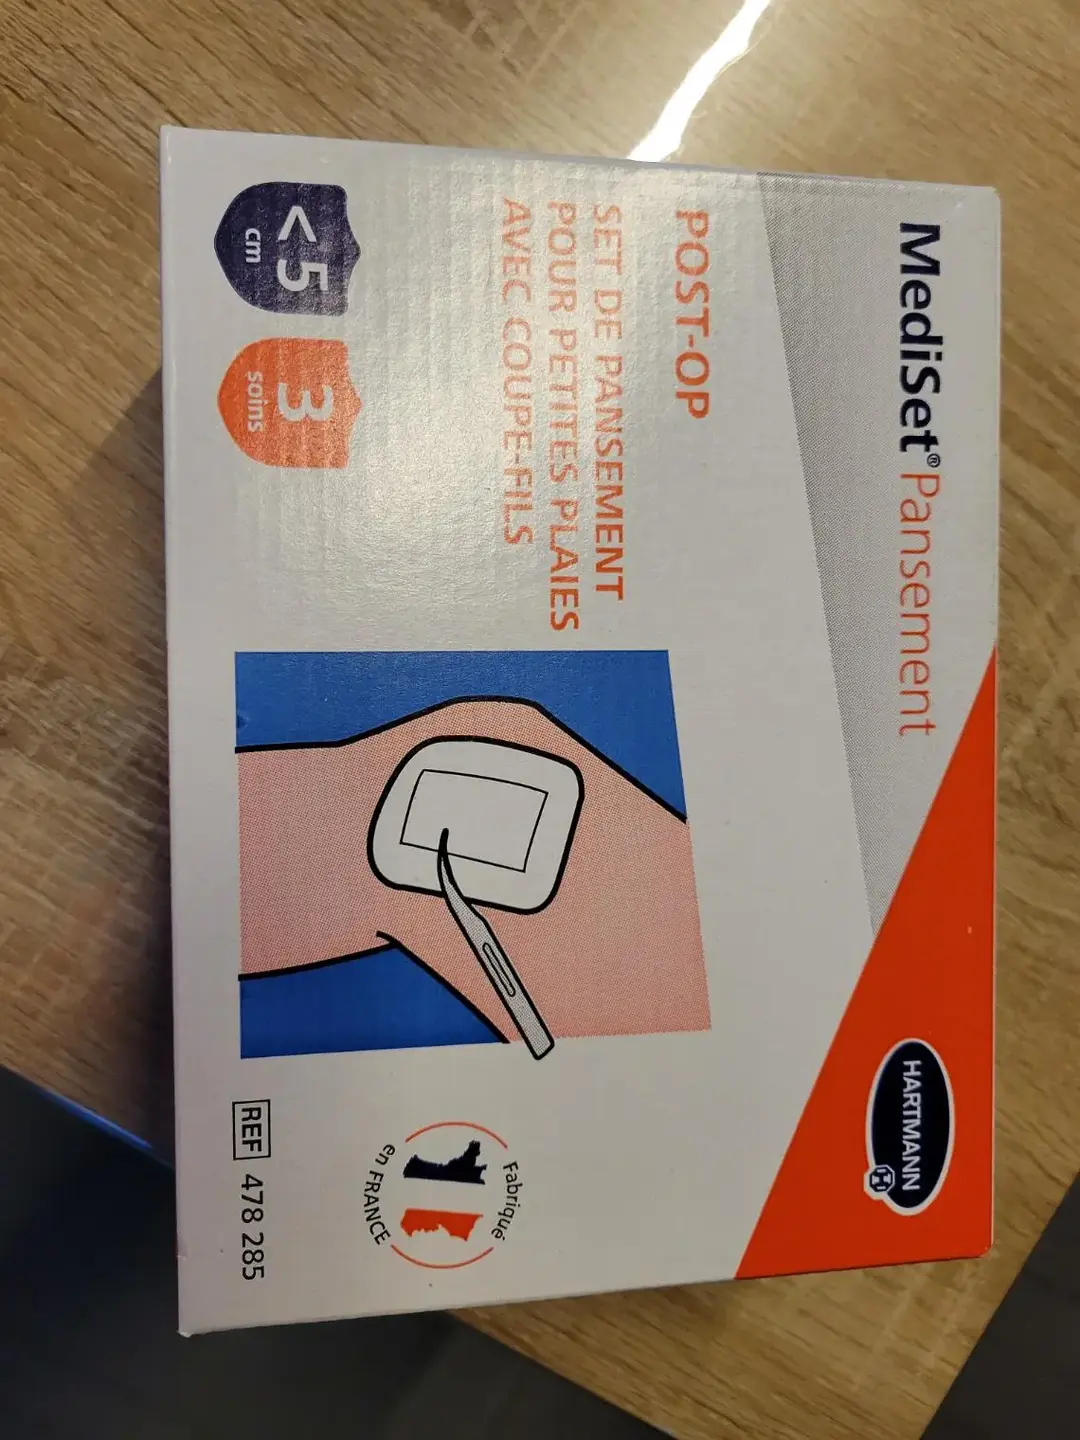 MediSet® Pansement
HARTMANN
POST-OP
SET DE PANSEMENT
POUR PETITES PLAIES
AVEC COUPE-FILS
<5
cm
3
soins
Fabriqué
en FRANCE
REF 478 285